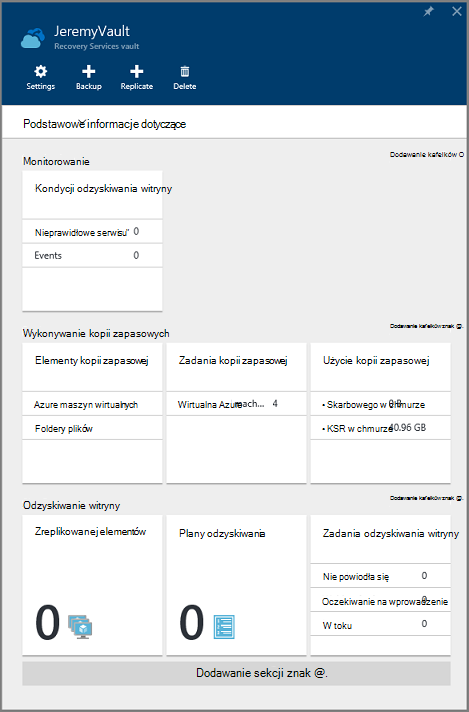 JeremyVault
Recovery Services vault
Settings Backup Replicate Delete
Podstawowe informacje dotyczące
Dodawanie kafelków O
Monitorowanie
Kondycji odzyskiwania witryny
Nieprawidłowe serwisu" 0
Events 0
Dodawanie kafelków znak @.
Wykonywanie kopii zapasowych
Elementy kopii zapasowej Zadania kopii zapasowej Użycie kopii zapasowej
Azure maszyn wirtualnych Wirtualna Azure mach... 4 • Skarbowego w chmurze 0 B
Foldery plików • KSR w chmurze 40.96 GB
Dodawanie kafelków znak @.
Odzyskiwanie witryny
Zreplikowanej elementów Plany odzyskiwania Zadania odzyskiwania witryny
Nie powiodła się 0
Oczekiwanie na wprowadzenie 0
0 0 W toku 0
Dodawanie sekcji znak @.